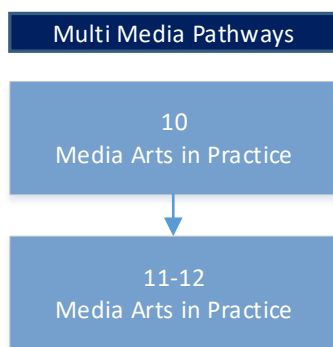 Multi Media Pathways
10
Media Arts in Practice
11-12
Media Arts in Practice